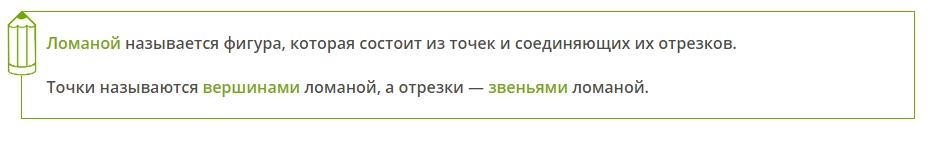 Ломаной называется фигура, которая состоит из точек и соединяющих их отрезков.
Точки называются вершинами ломаной, а отрезки — звеньями ломаной.